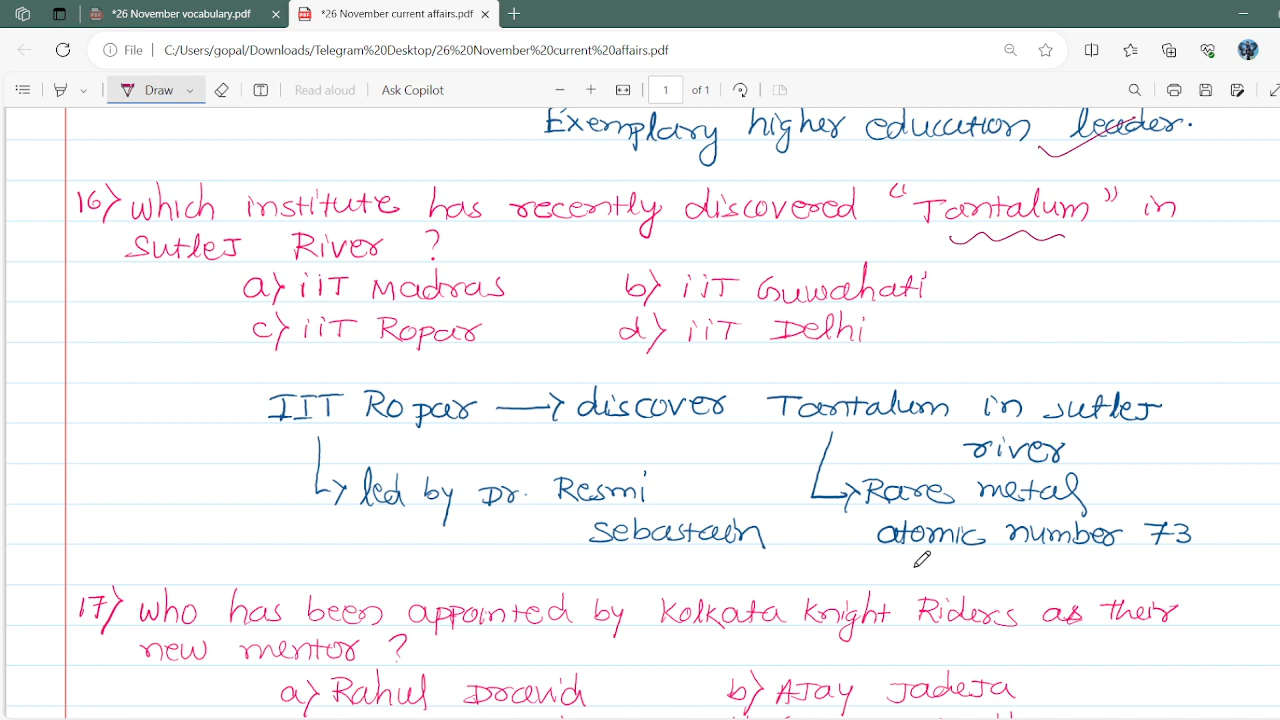 *26 November vocabulary.pdf
*26 November current affairs.pdf
File
C:/Users/gopal/Downloads/Telegram%20Desktop/26%20November%20current%20affairs.pdf
Draw
Read aloud
Ask Copilot
1
of 1
Exemplary higher education leader.
16) Which institute has recently discovered "Tantalum" in
Sutlej River ?
a) IIT Madras b) IIT Guwahati
c) IIT Ropar d) IIT Delhi
IIT Ropar → discover Tantalum in Sutlej
river
led by Dr. Resmi → Rare metal
Sebastain atomic number 73
17) Who has been appointed by Kolkata Knight Riders as their
new mentor ?
a) Rahul Dravid b) Ajay Jadeja